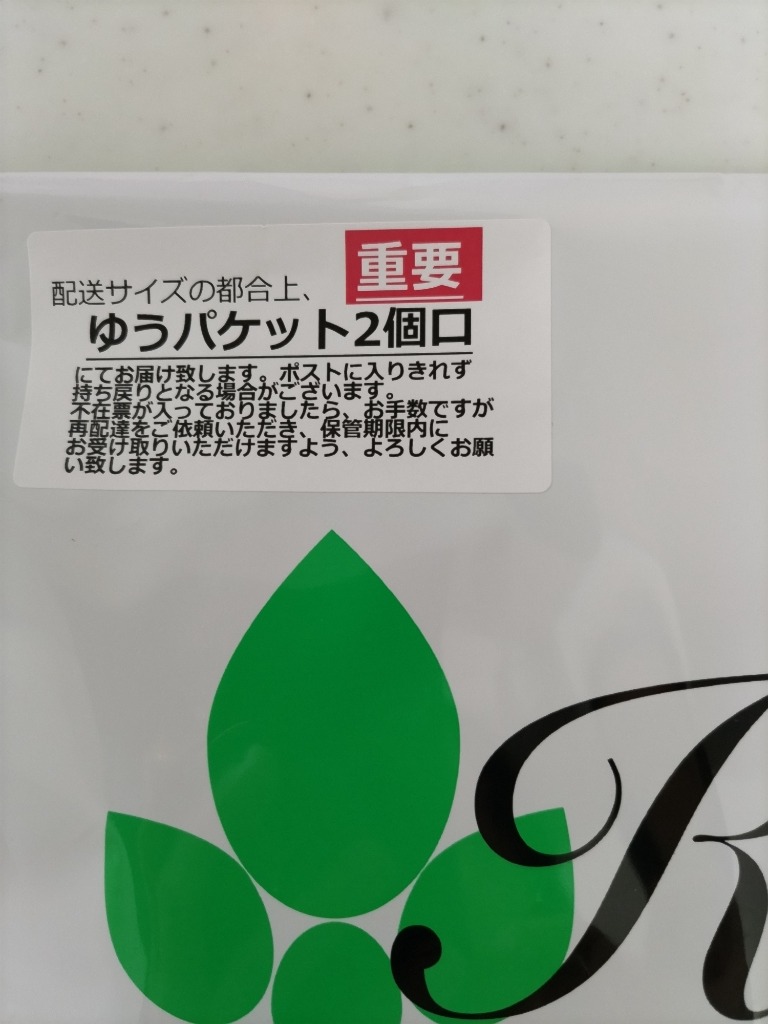 重要
配送サイズの都合上、
ゆうパケット2個口
にてお届け致します。ポストに入りきれず
持ち戻りとなる場合がございます。
不在票が入っておりましたら、お手数ですが
再配達をご依頼いただき、保管期限内に
お受け取りいただけますよう、よろしくお願
い致します。